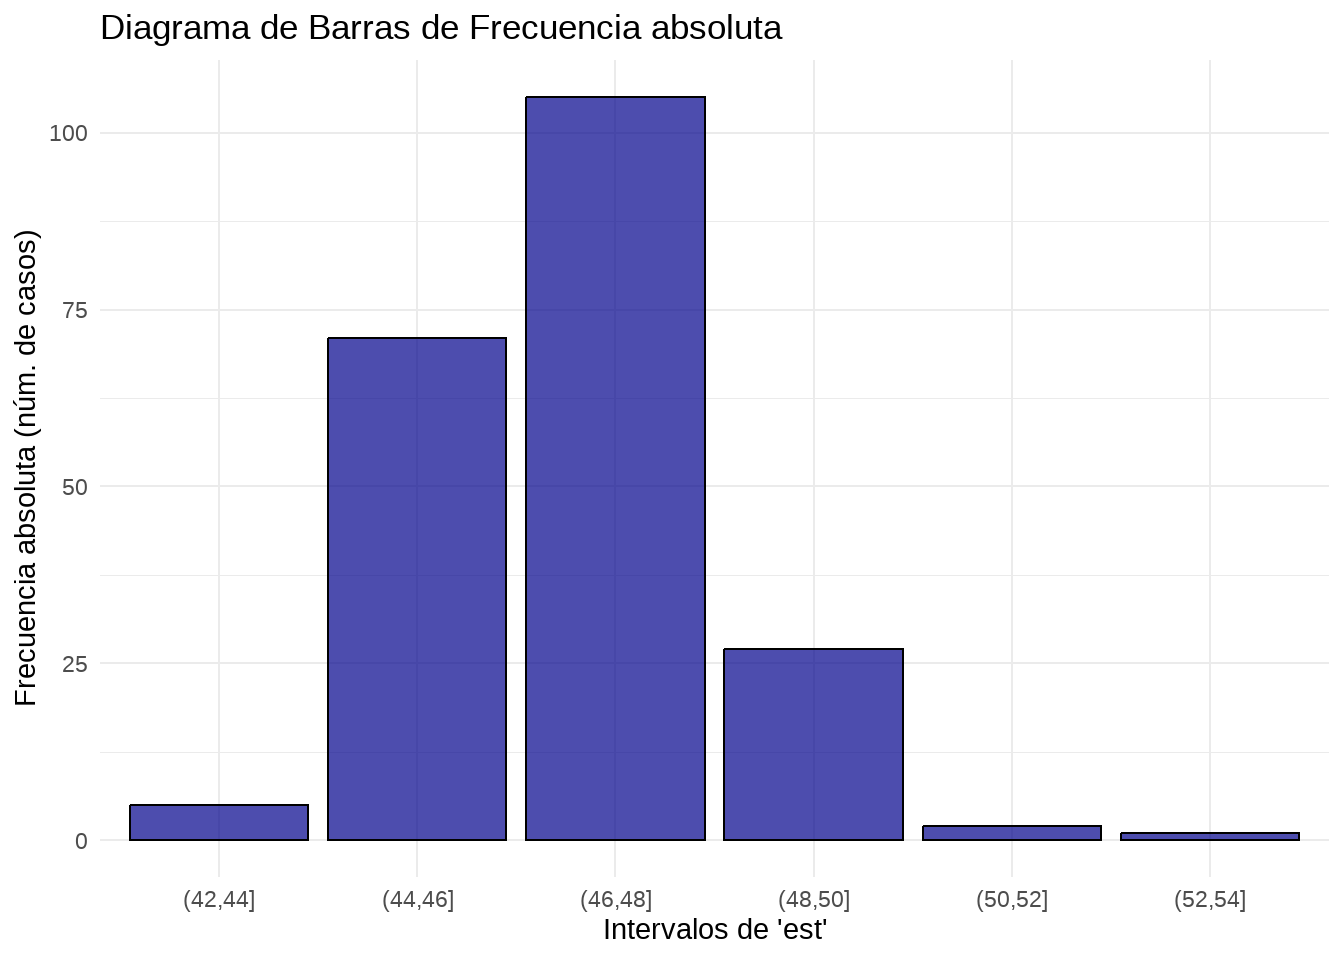 Diagrama de Barras de Frecuencia absoluta
Frecuencia absoluta (núm. de casos)
100
75
50
25
0
(42,44] (44,46] (46,48] (48,50] (50,52] (52,54]
Intervalos de 'est'